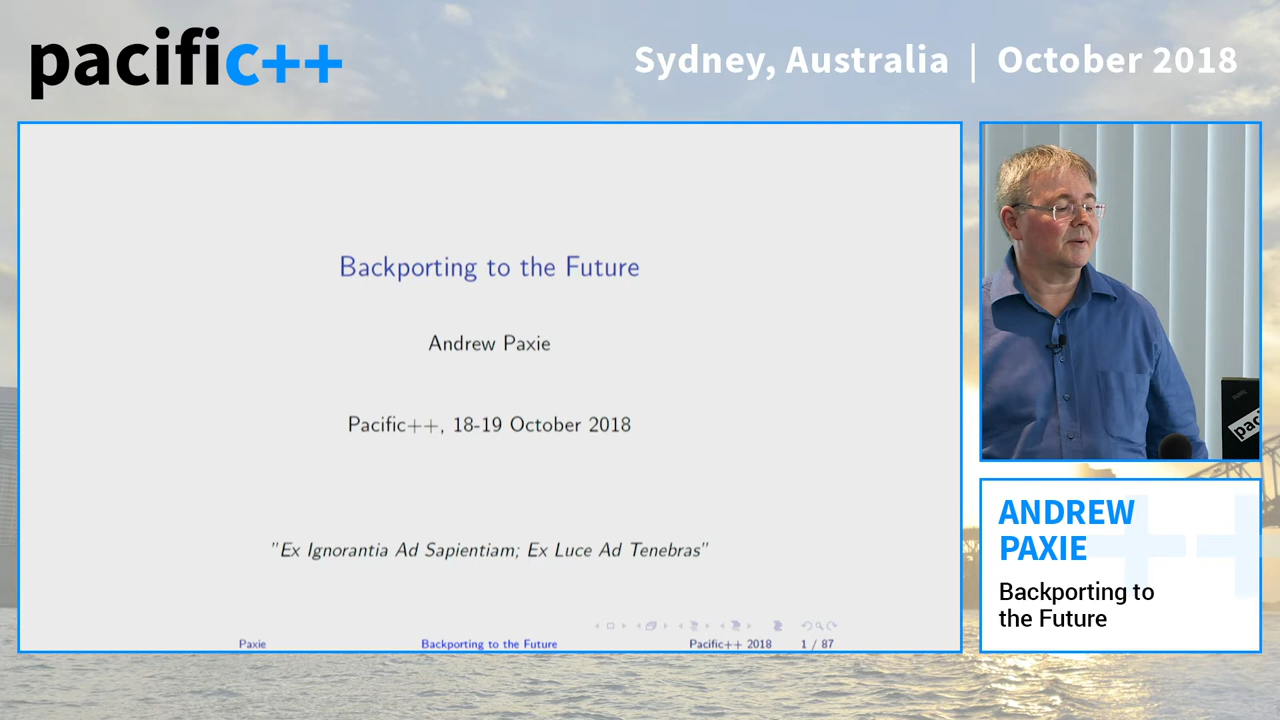 pacific++
Sydney, Australia | October 2018
Backporting to the Future
Andrew Paxie
Pacific++, 18-19 October 2018
"Ex Ignorantia Ad Sapientiam; Ex Luce Ad Tenebras"
Paxie Backporting to the Future Pacific++ 2018 1 / 87
ANDREW
PAXIE
Backporting to
the Future